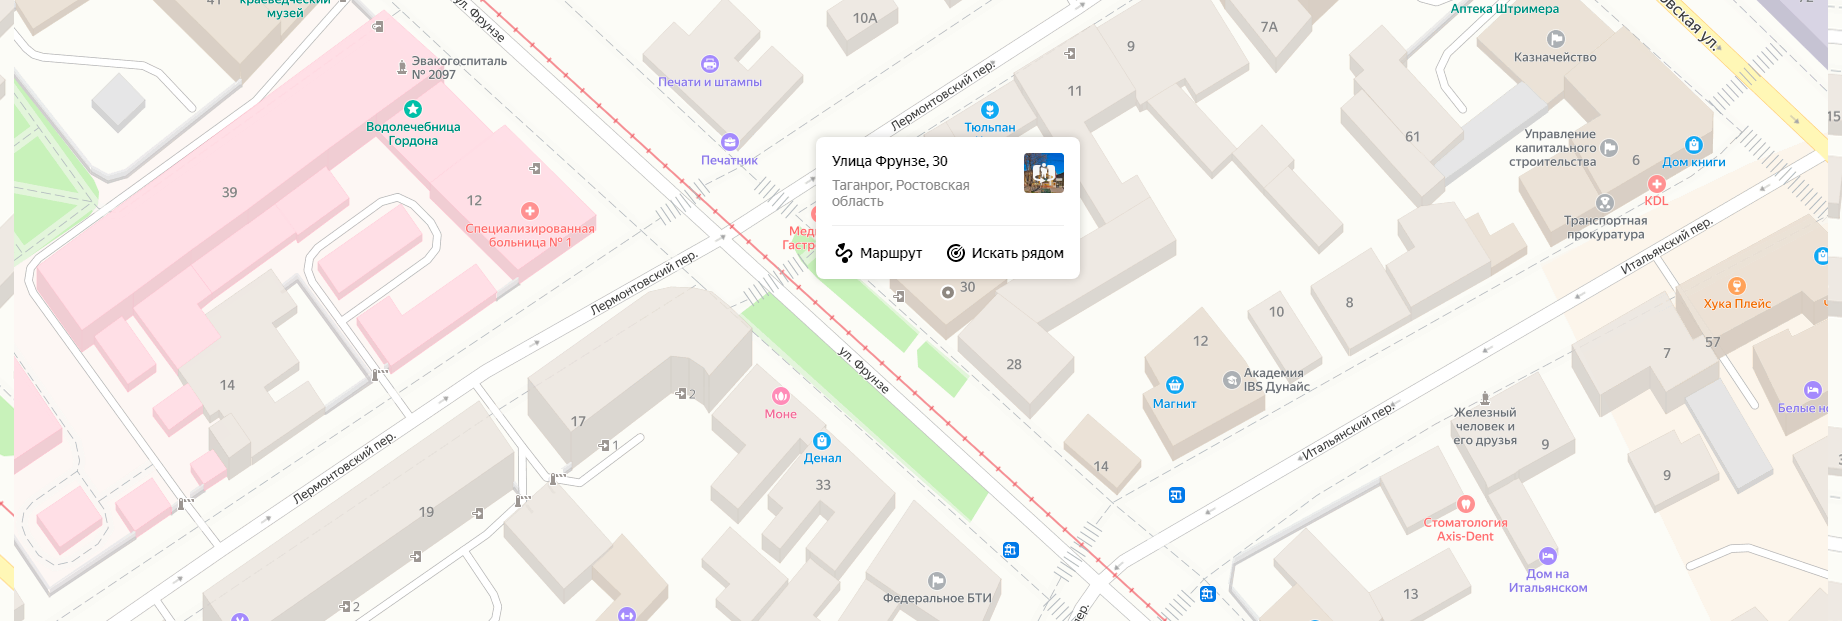 41
краеведческий
музей
ул. Фрунзе
10А
7А
9
Аптека Штримера
Казначейство
Эвакогоспиталь
№ 2097
Печати и штампы
Водолечебница
Гордона
Печатник
Лермонтовский пер.
11
Тюльпан
61
Управление
капитального
строительства
6
Дом книги
KDL
Транспортная
прокуратура
39
12
Специализированная
больница № 1
Улица Фрунзе, 30
Таганрог, Ростовская
область
Маршрут
Искать рядом
30
Лермонтовский пер.
Итальянский пер.
Хука Плейс
8
10
12
28
57
7
Академия
IBS Дунайс
Магнит
ул. Фрунзе
14
17
2
1
Моне
Денал
33
Железный
человек и
его друзья
9
9
Итальянский пер.
14
Лермонтовский пер.
19
2
Стоматология
Axis-Dent
Дом на
Итальянском
13
Федеральное БТИ
пер.
15